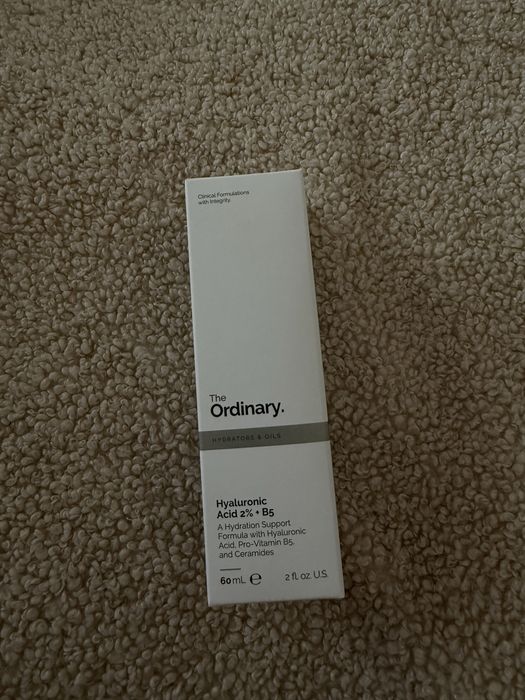 Clinical Formulations
with Integrity.
The
Ordinary.
HYDRATORS & OILS
Hyaluronic
Acid 2% + B5
A Hydration Support
Formula with Hyaluronic
Acid, Pro-Vitamin B5,
and Ceramides
60 mL ℮ 2 fl. oz. U.S.